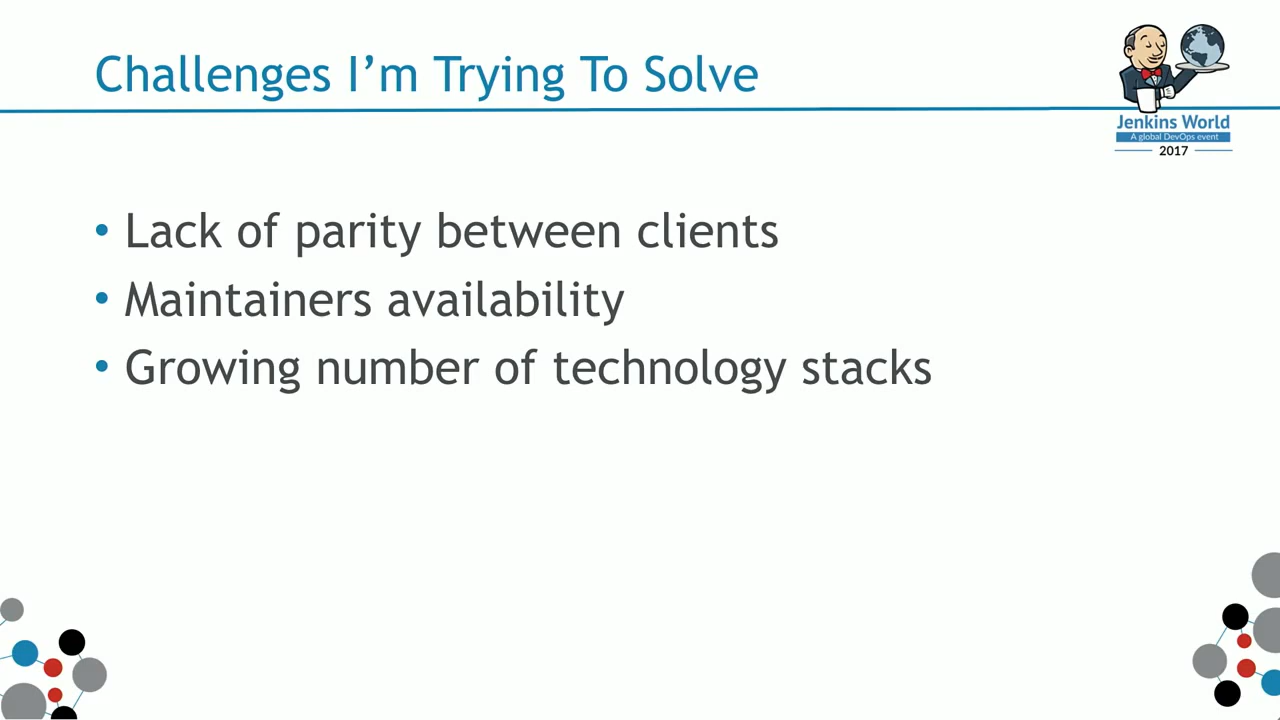 Challenges I'm Trying To Solve
Jenkins World
A global DevOps event
2017
• Lack of parity between clients
• Maintainers availability
• Growing number of technology stacks